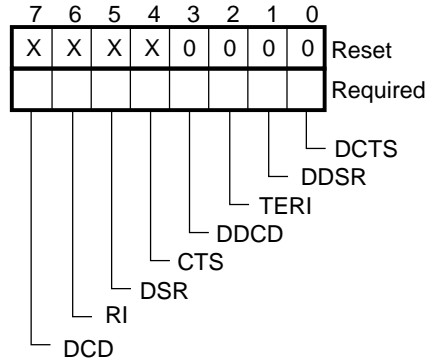 7 6 5 4 3 2 1 0
X X X X 0 0 0 0 Reset
Required
DCTS
DDSR
TERI
DDCD
CTS
DSR
RI
DCD